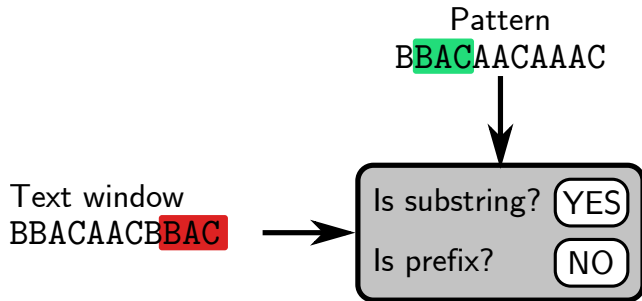 Pattern
BBACAACAAAC
Text window
BBACAACBBAC
Is substring? YES
Is prefix? NO